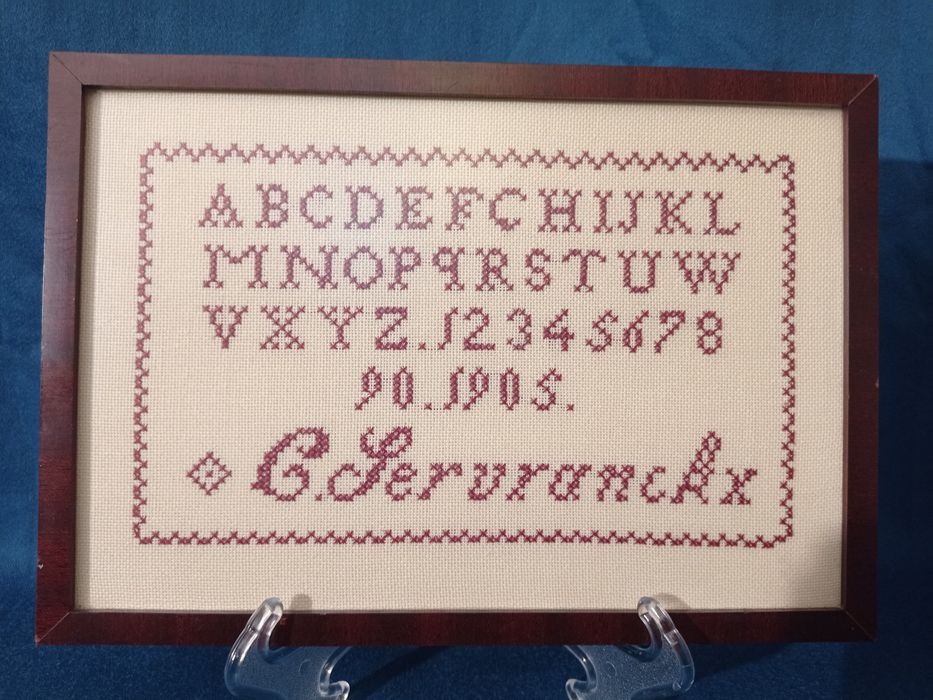 ABCDEFGHIJKL
MNOPqRSTUW
VXYZ.12345678
90.1905.
C.Servranckx